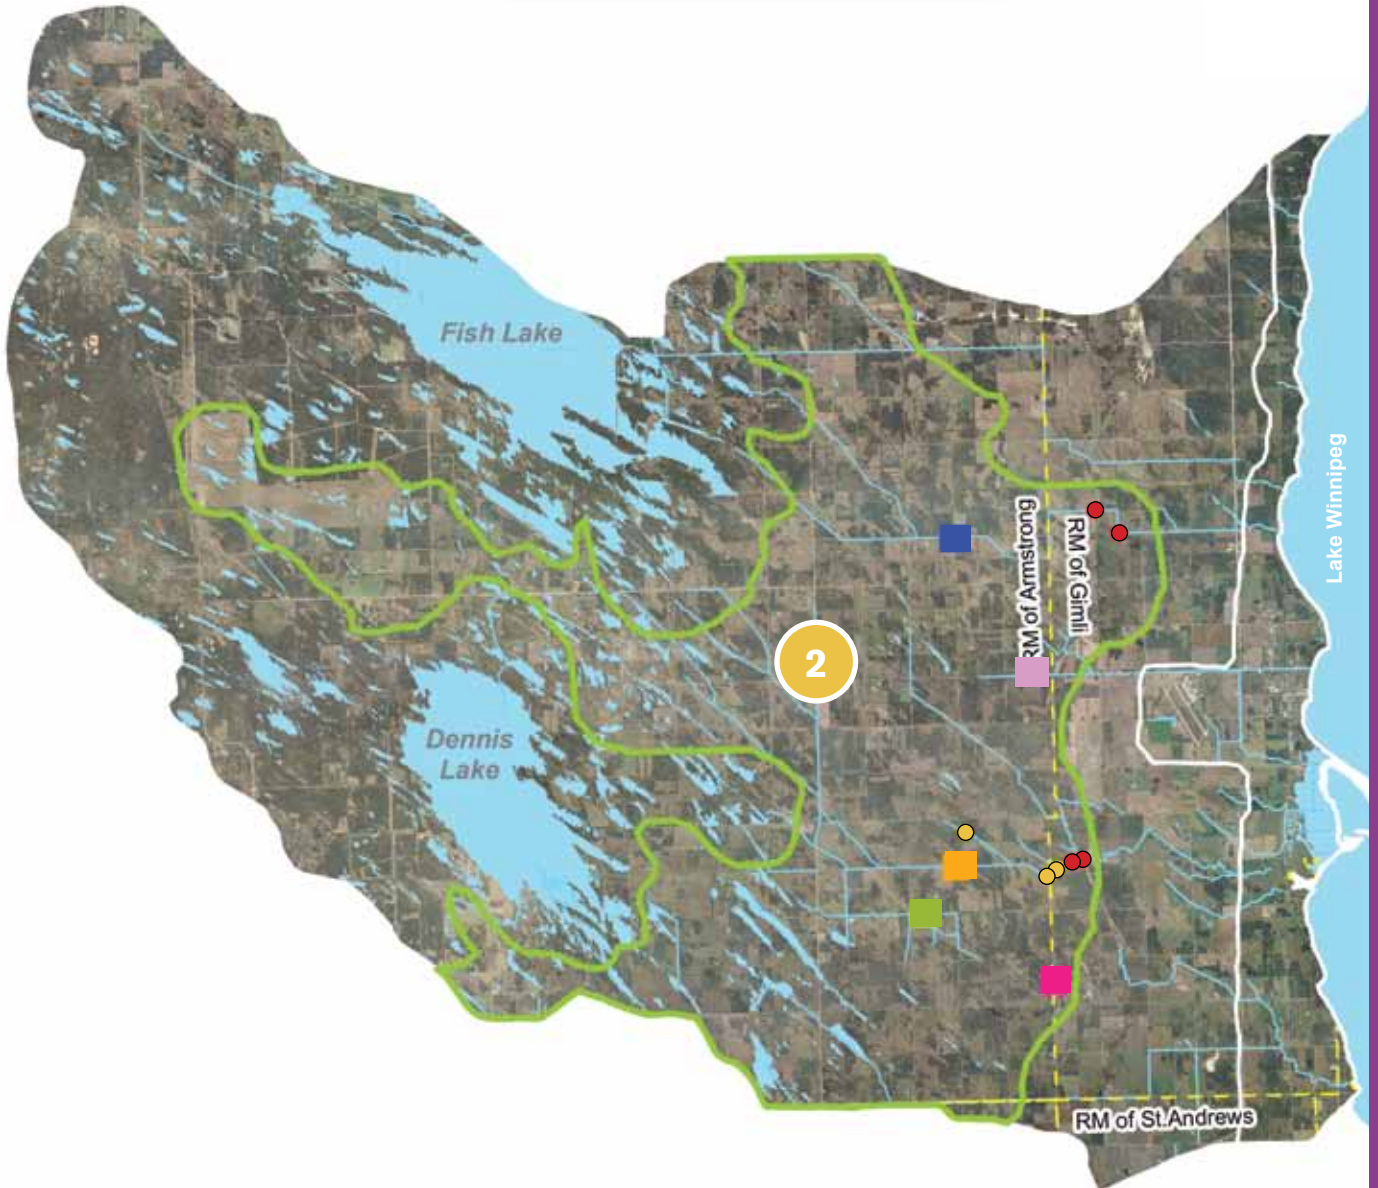 Fish Lake
Lake Winnipeg
RM of Armstrong
RM of Gimli
2
Dennis
Lake
RM of St.Andrews